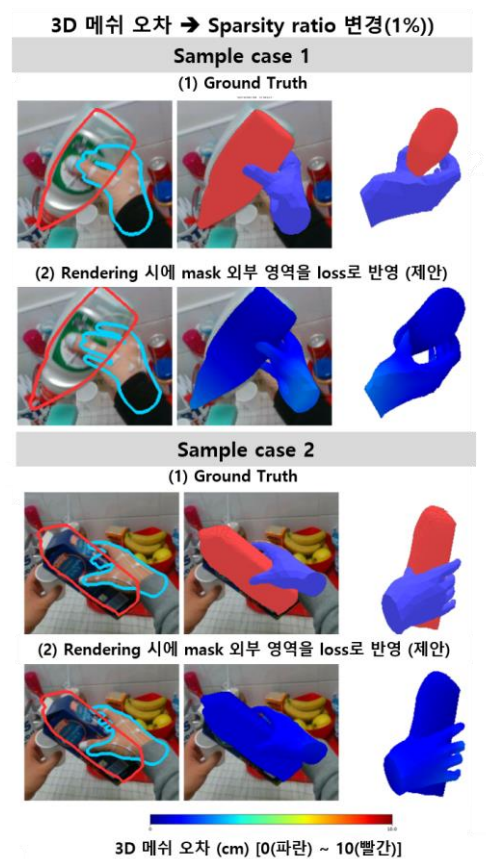 3D 메쉬 오차 → Sparsity ratio 변경(1%))
Sample case 1
(1) Ground Truth
(2) Rendering 시에 mask 외부 영역을 loss로 반영 (제안)
Sample case 2
(1) Ground Truth
(2) Rendering 시에 mask 외부 영역을 loss로 반영 (제안)
3D 메쉬 오차 (cm) [0(파란) ~ 10(빨간)]